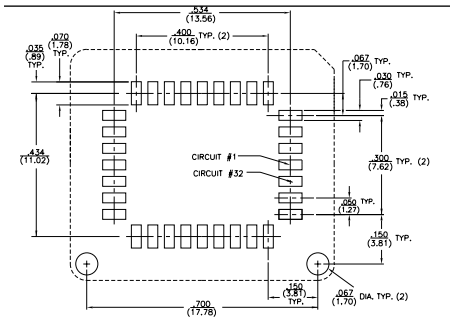 .534
(13.56)
.400 TYP. (2)
(10.16)
.070
(1.78) TYP.
.035
(.89)
TYP.
.067 TYP.
(1.70)
.030 TYP.
(.76)
.015 TYP.
(.38)
.434
(11.02)
CIRCUIT #1
CIRCUIT #32
.300 TYP. (2)
(7.62)
.050 TYP.
(1.27)
.150 TYP.
(3.81)
.150
(3.81)
TYP.
.067 DIA. TYP. (2)
(1.70)
.700
(17.78)